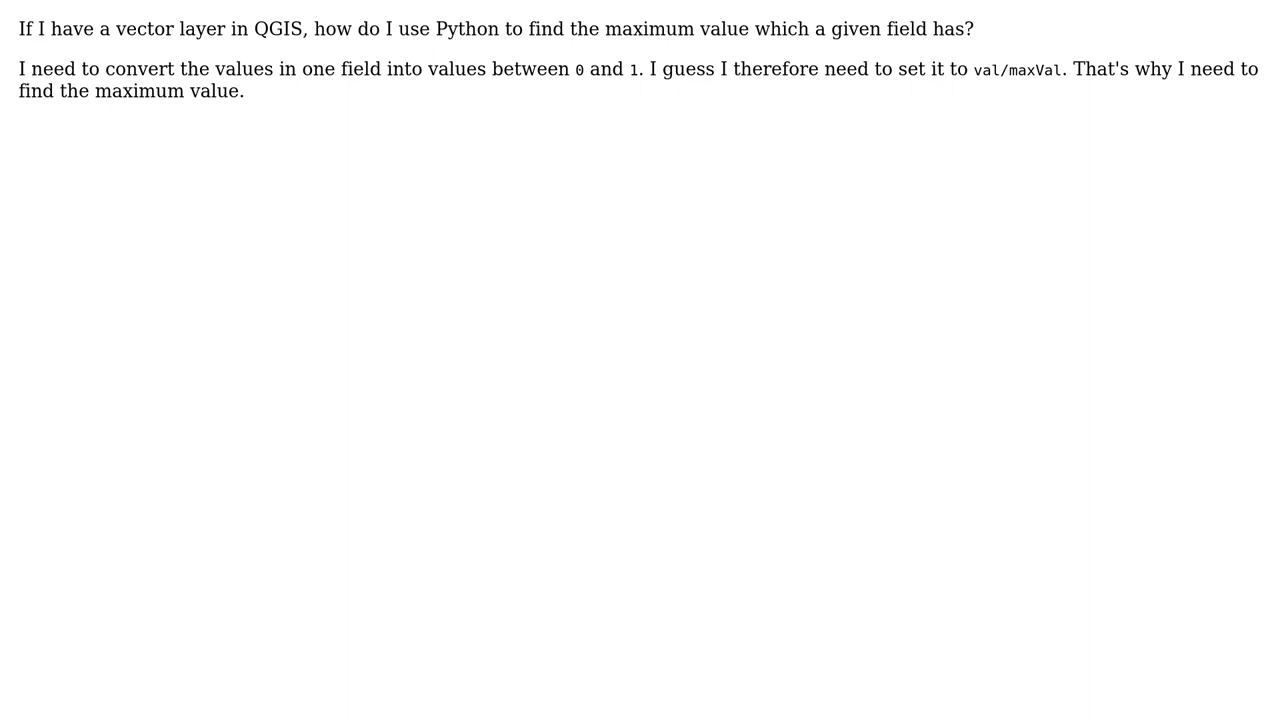 If I have a vector layer in QGIS, how do I use Python to find the maximum value which a given field has?
I need to convert the values in one field into values between 0 and 1. I guess I therefore need to set it to val/maxVal. That's why I need to
find the maximum value.